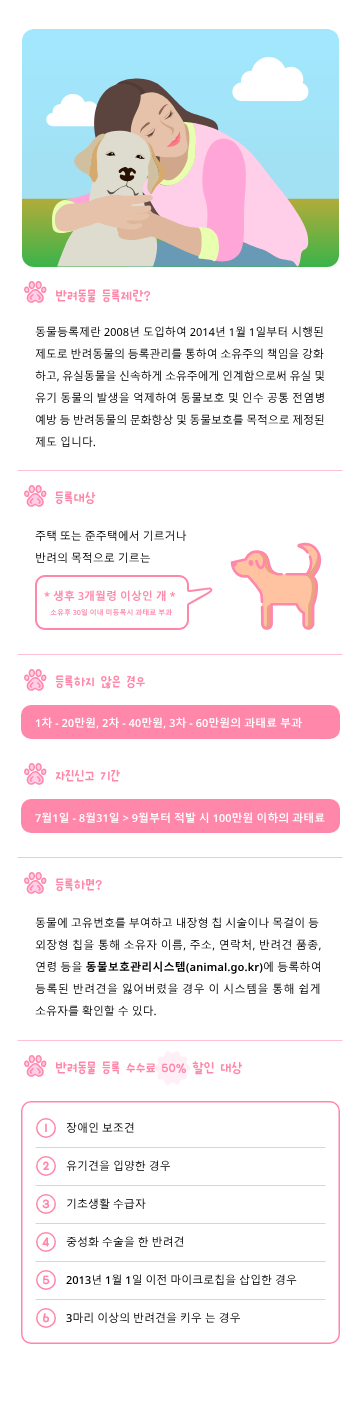 반려동물 등록제란?
동물등록제란 2008년 도입하여 2014년 1월 1일부터 시행된
제도로 반려동물의 등록관리를 통하여 소유주의 책임을 강화
하고, 유실동물을 신속하게 소유주에게 인계함으로써 유실 및
유기 동물의 발생을 억제하여 동물보호 및 인수 공통 전염병
예방 등 반려동물의 문화향상 및 동물보호를 목적으로 제정된
제도 입니다.
등록대상
주택 또는 준주택에서 기르거나
반려의 목적으로 기르는
* 생후 3개월령 이상인 개 *
소유후 30일 이내 미등록시 과태료 부과
등록하지 않은 경우
1차 - 20만원, 2차 - 40만원, 3차 - 60만원의 과태료 부과
자진신고 기간
7월1일 - 8월31일 > 9월부터 적발 시 100만원 이하의 과태료
등록하면?
동물에 고유번호를 부여하고 내장형 칩 시술이나 목걸이 등
외장형 칩을 통해 소유자 이름, 주소, 연락처, 반려견 품종,
연령 등을 동물보호관리시스템(animal.go.kr)에 등록하여
등록된 반려견을 잃어버렸을 경우 이 시스템을 통해 쉽게
소유자를 확인할 수 있다.
반려동물 등록 수수료 50% 할인 대상
1 장애인 보조견
2 유기견을 입양한 경우
3 기초생활 수급자
4 중성화 수술을 한 반려견
5 2013년 1월 1일 이전 마이크로칩을 삽입한 경우
6 3마리 이상의 반려견을 키우 는 경우